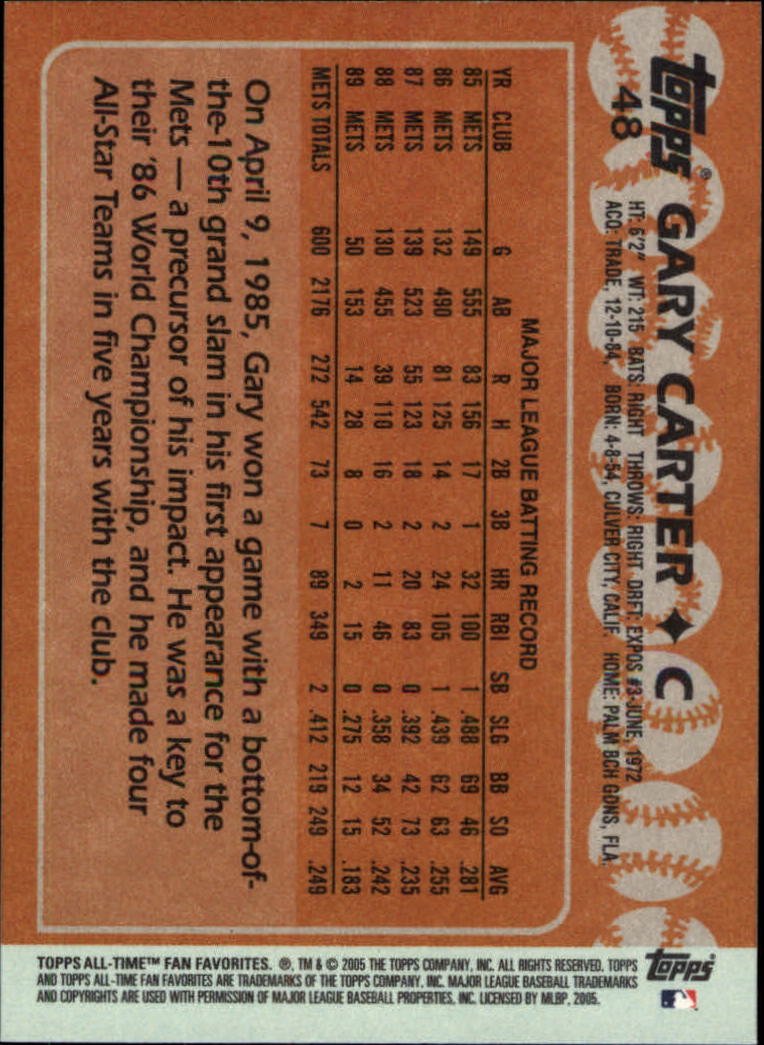 topps® GARY CARTER ✦ C
48
HT: 6'2" WT: 215 BATS: RIGHT THROWS: RIGHT DRFT: EXPOS #3-JUNE, 1972
ACQ: TRADE, 12-10-84, BORN: 4-8-54, CULVER CITY, CALIF. HOME: PALM BCH GDNS, FLA.
MAJOR LEAGUE BATTING RECORD
YR CLUB G AB R H 2B 3B HR RBI SB SLG BB SO AVG
85 METS 149 555 83 156 17 1 32 100 1 .488 69 46 .281
86 METS 132 490 81 125 14 2 24 105 1 .439 62 63 .255
87 METS 139 523 55 123 18 2 20 83 0 .392 42 73 .235
88 METS 130 455 39 110 16 2 11 46 0 .358 34 52 .242
89 METS 50 153 14 28 8 0 2 15 0 .275 12 15 .183
METS TOTALS 600 2176 272 542 73 7 89 349 2 .412 219 249 .249
On April 9, 1985, Gary won a game with a bottom-of-
the-10th grand slam in his first appearance for the
Mets — a precursor of his impact. He was a key to
their '86 World Championship, and he made four
All-Star Teams in five years with the club.
TOPPS ALL-TIME™ FAN FAVORITES. ®, TM & © 2005 THE TOPPS COMPANY, INC. ALL RIGHTS RESERVED. TOPPS
AND TOPPS ALL-TIME FAN FAVORITES ARE TRADEMARKS OF THE TOPPS COMPANY, INC. MAJOR LEAGUE BASEBALL TRADEMARKS
AND COPYRIGHTS ARE USED WITH PERMISSION OF MAJOR LEAGUE BASEBALL PROPERTIES, INC. LICENSED BY MLBP, 2005.
topps